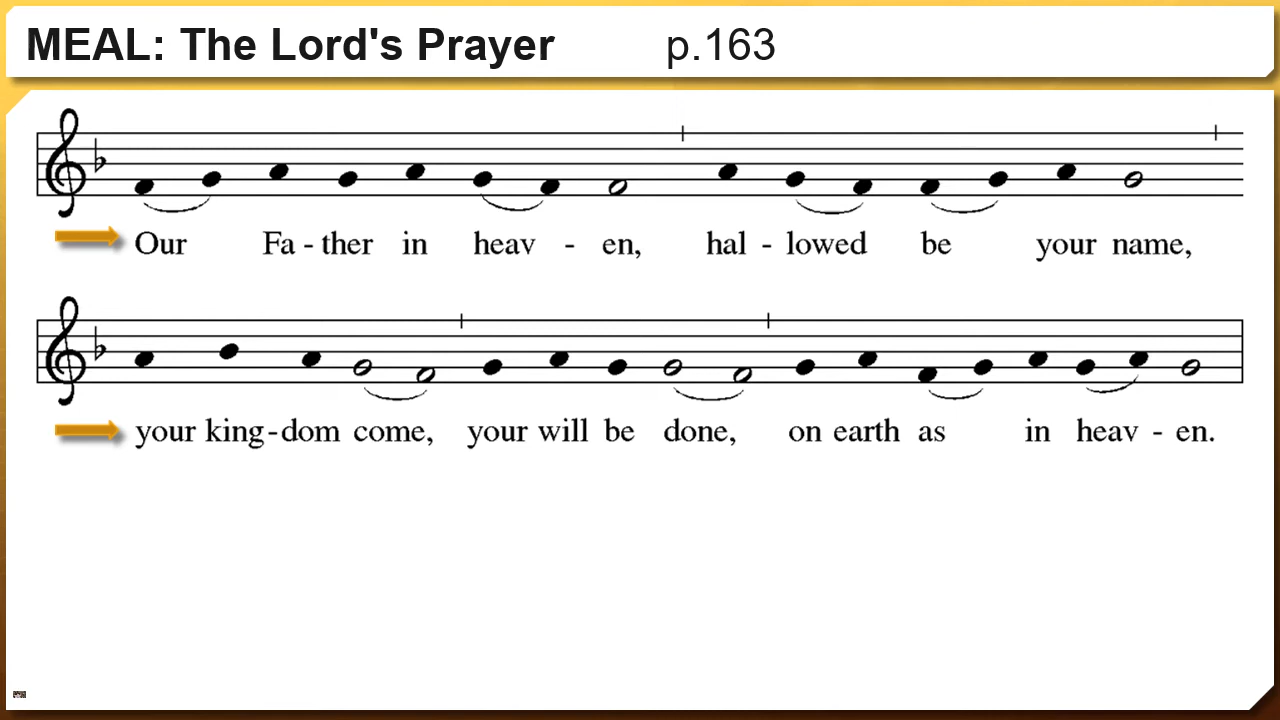 MEAL: The Lord's Prayer p.163
Our Fa - ther in heav - en, hal - lowed be your name,
your king - dom come, your will be done, on earth as in heav - en.